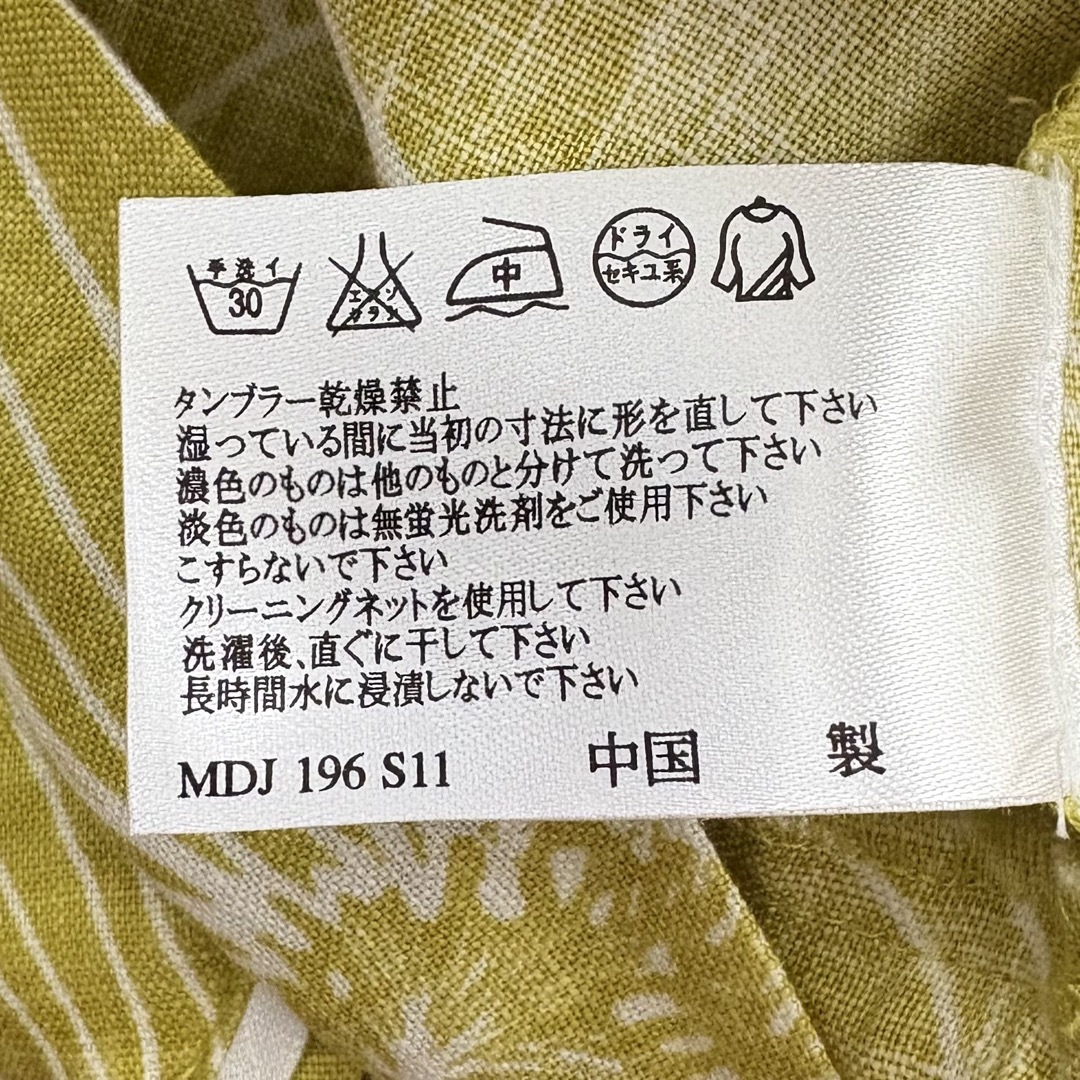 手洗イ
30
エンソ
サラシ
中
ドライ
セキユ系
タンブラー乾燥禁止
湿っている間に当初の寸法に形を直して下さい
濃色のものは他のものと分けて洗って下さい
淡色のものは無蛍光洗剤をご使用下さい
こすらないで下さい
クリーニングネットを使用して下さい
洗濯後、直ぐに干して下さい
長時間水に浸漬しないで下さい
MDJ 196 S11 中国 製